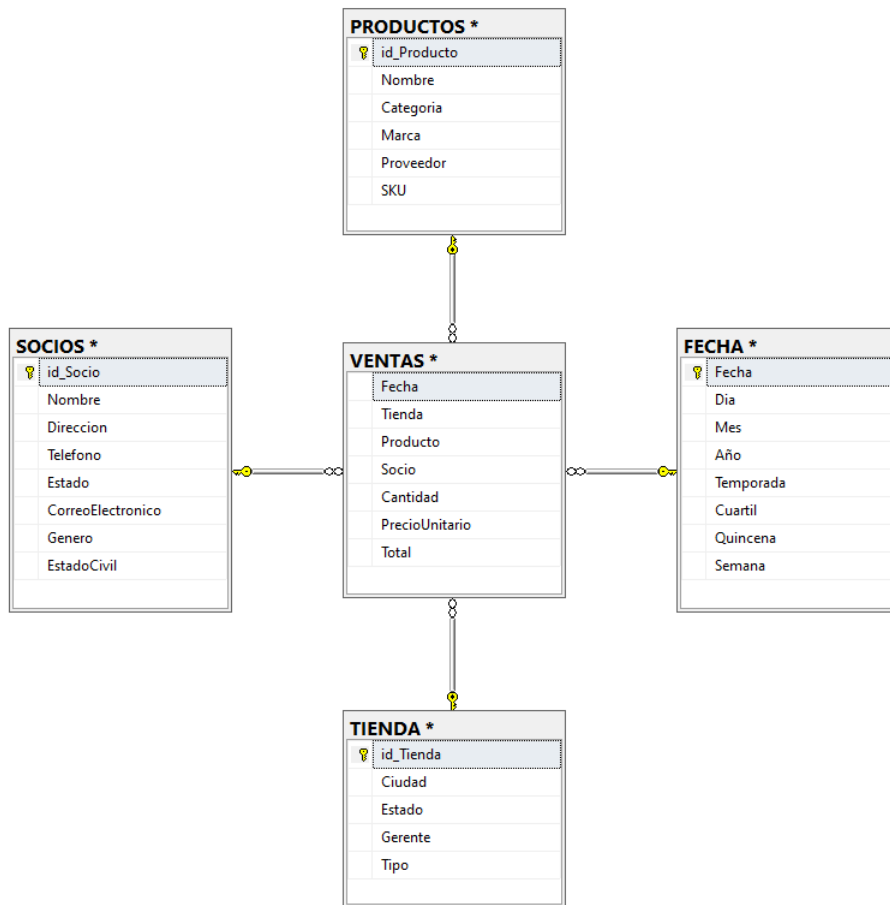 PRODUCTOS *
id_Producto
Nombre
Categoria
Marca
Proveedor
SKU
SOCIOS *
id_Socio
Nombre
Direccion
Telefono
Estado
CorreoElectronico
Genero
EstadoCivil
VENTAS *
Fecha
Tienda
Producto
Socio
Cantidad
PrecioUnitario
Total
FECHA *
Fecha
Dia
Mes
Año
Temporada
Cuartil
Quincena
Semana
TIENDA *
id_Tienda
Ciudad
Estado
Gerente
Tipo